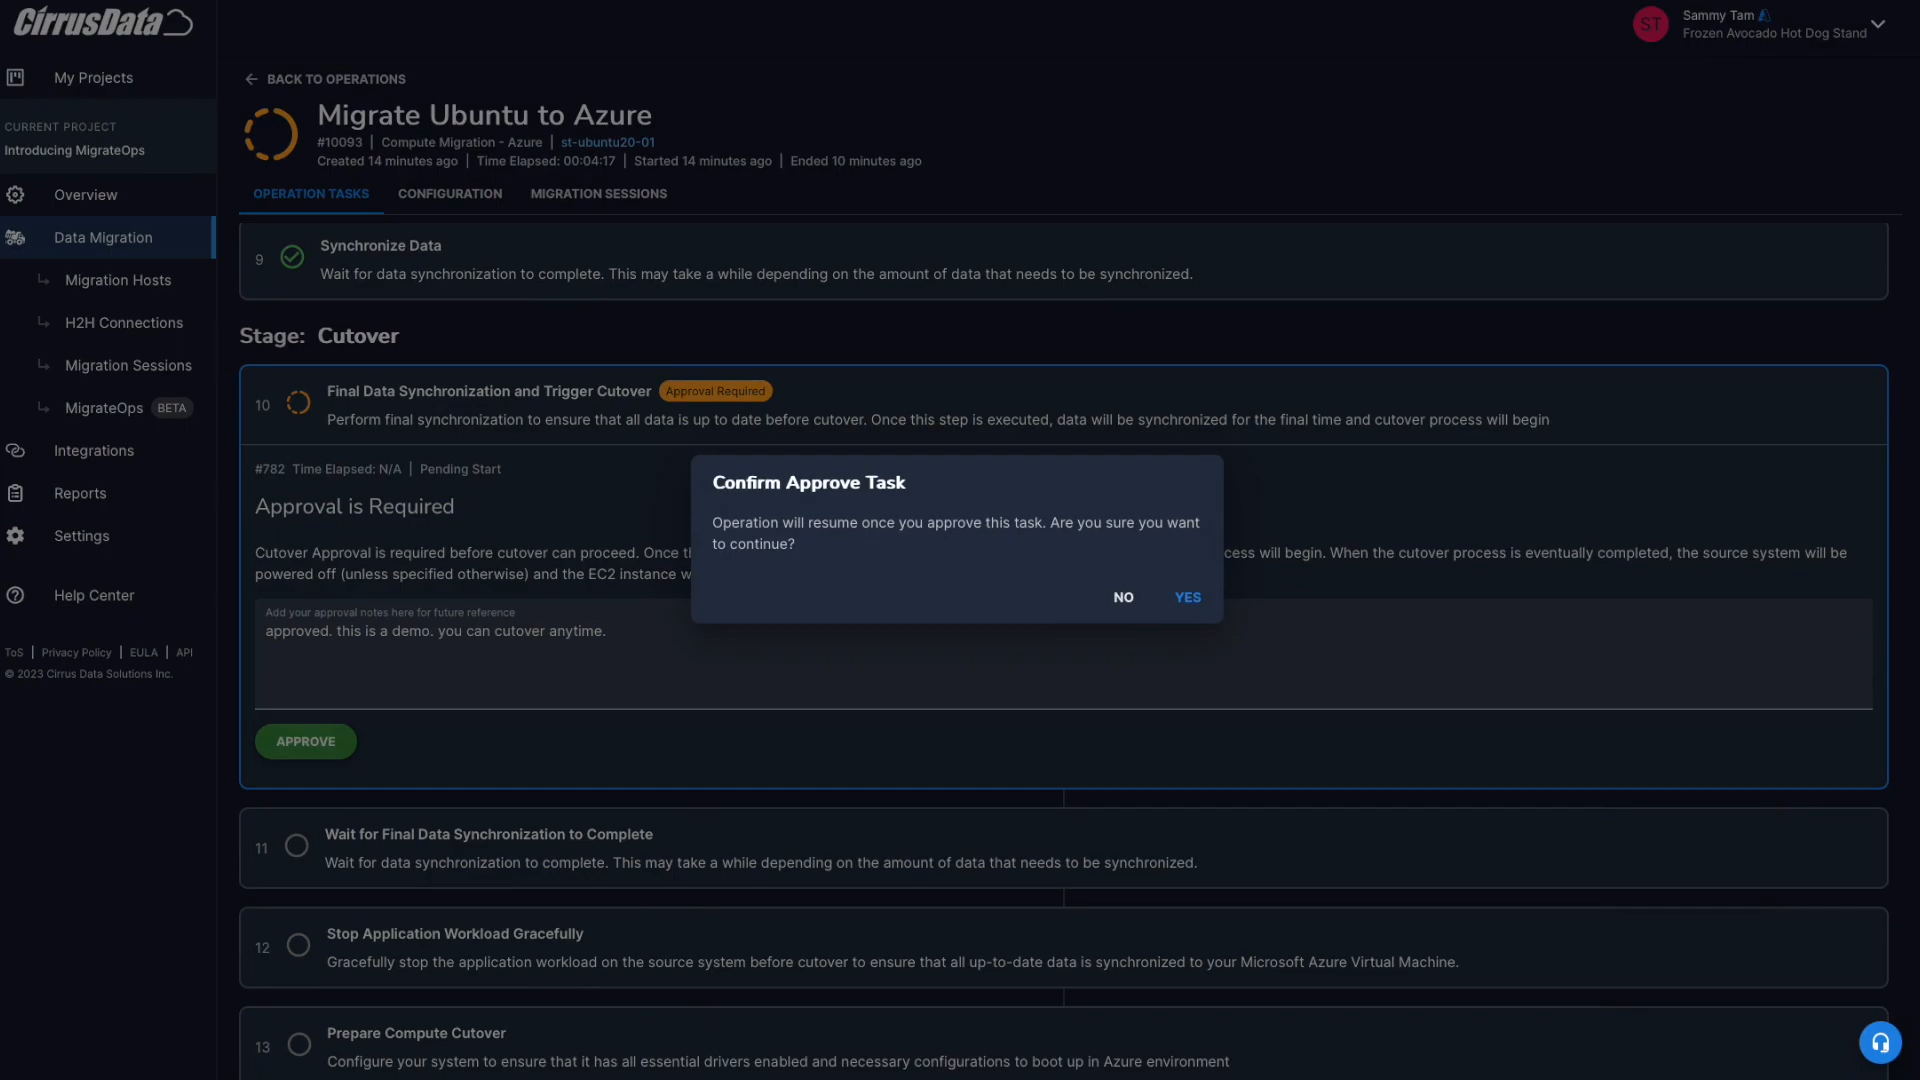 CirrusData
My Projects
CURRENT PROJECT
Introducing MigrateOps
Overview
Data Migration
Migration Hosts
H2H Connections
Migration Sessions
MigrateOps BETA
Integrations
Reports
Settings
Help Center
ToS | Privacy Policy | EULA | API
© 2023 Cirrus Data Solutions Inc.
ST
Sammy Tam
Frozen Avocado Hot Dog Stand
BACK TO OPERATIONS
Migrate Ubuntu to Azure
#10093 | Compute Migration - Azure | st-ubuntu20-01
Created 14 minutes ago | Time Elapsed: 00:04:17 | Started 14 minutes ago | Ended 10 minutes ago
OPERATION TASKS CONFIGURATION MIGRATION SESSIONS
9
Synchronize Data
Wait for data synchronization to complete. This may take a while depending on the amount of data that needs to be synchronized.
Stage: Cutover
10
Final Data Synchronization and Trigger Cutover Approval Required
Perform final synchronization to ensure that all data is up to date before cutover. Once this step is executed, data will be synchronized for the final time and cutover process will begin
#782 Time Elapsed: N/A | Pending Start
Approval is Required
Cutover Approval is required before cutover can proceed. Once th
cess will begin. When the cutover process is eventually completed, the source system will be
powered off (unless specified otherwise) and the EC2 instance w
Add your approval notes here for future reference
approved. this is a demo. you can cutover anytime.
APPROVE
Confirm Approve Task
Operation will resume once you approve this task. Are you sure you want
to continue?
NO YES
11
Wait for Final Data Synchronization to Complete
Wait for data synchronization to complete. This may take a while depending on the amount of data that needs to be synchronized.
12
Stop Application Workload Gracefully
Gracefully stop the application workload on the source system before cutover to ensure that all up-to-date data is synchronized to your Microsoft Azure Virtual Machine.
13
Prepare Compute Cutover
Configure your system to ensure that it has all essential drivers enabled and necessary configurations to boot up in Azure environment